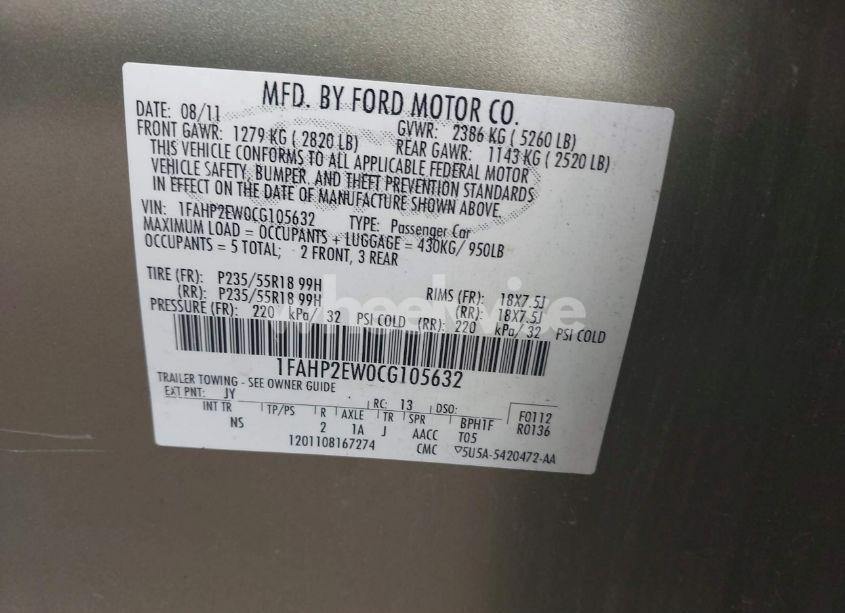 MFD. BY FORD MOTOR CO.
DATE: 08/11 GVWR: 2386 KG ( 5260 LB)
FRONT GAWR: 1279 KG ( 2820 LB) REAR GAWR: 1143 KG ( 2520 LB)
THIS VEHICLE CONFORMS TO ALL APPLICABLE FEDERAL MOTOR
VEHICLE SAFETY, BUMPER, AND THEFT PREVENTION STANDARDS
IN EFFECT ON THE DATE OF MANUFACTURE SHOWN ABOVE.
VIN: 1FAHP2EW0CG105632 TYPE: Passenger Car
MAXIMUM LOAD = OCCUPANTS + LUGGAGE = 430KG/ 950LB
OCCUPANTS = 5 TOTAL; 2 FRONT, 3 REAR
TIRE (FR): P235/55R18 99H RIMS (FR): 18X7.5J
(RR): P235/55R18 99H (RR): 18X7.5J
PRESSURE (FR): 220 kPa/ 32 PSI COLD (RR): 220 kPa/ 32 PSI COLD
wheelwise
1FAHP2EW0CG105632
TRAILER TOWING - SEE OWNER GUIDE
EXT PNT: JY RC: 13 DSO: F0112
INT TR TP/PS R AXLE TR SPR BPH1F R0136
NS 2 1A J AACC T05
1201108167274 CMC ▽5U5A-5420472-AA